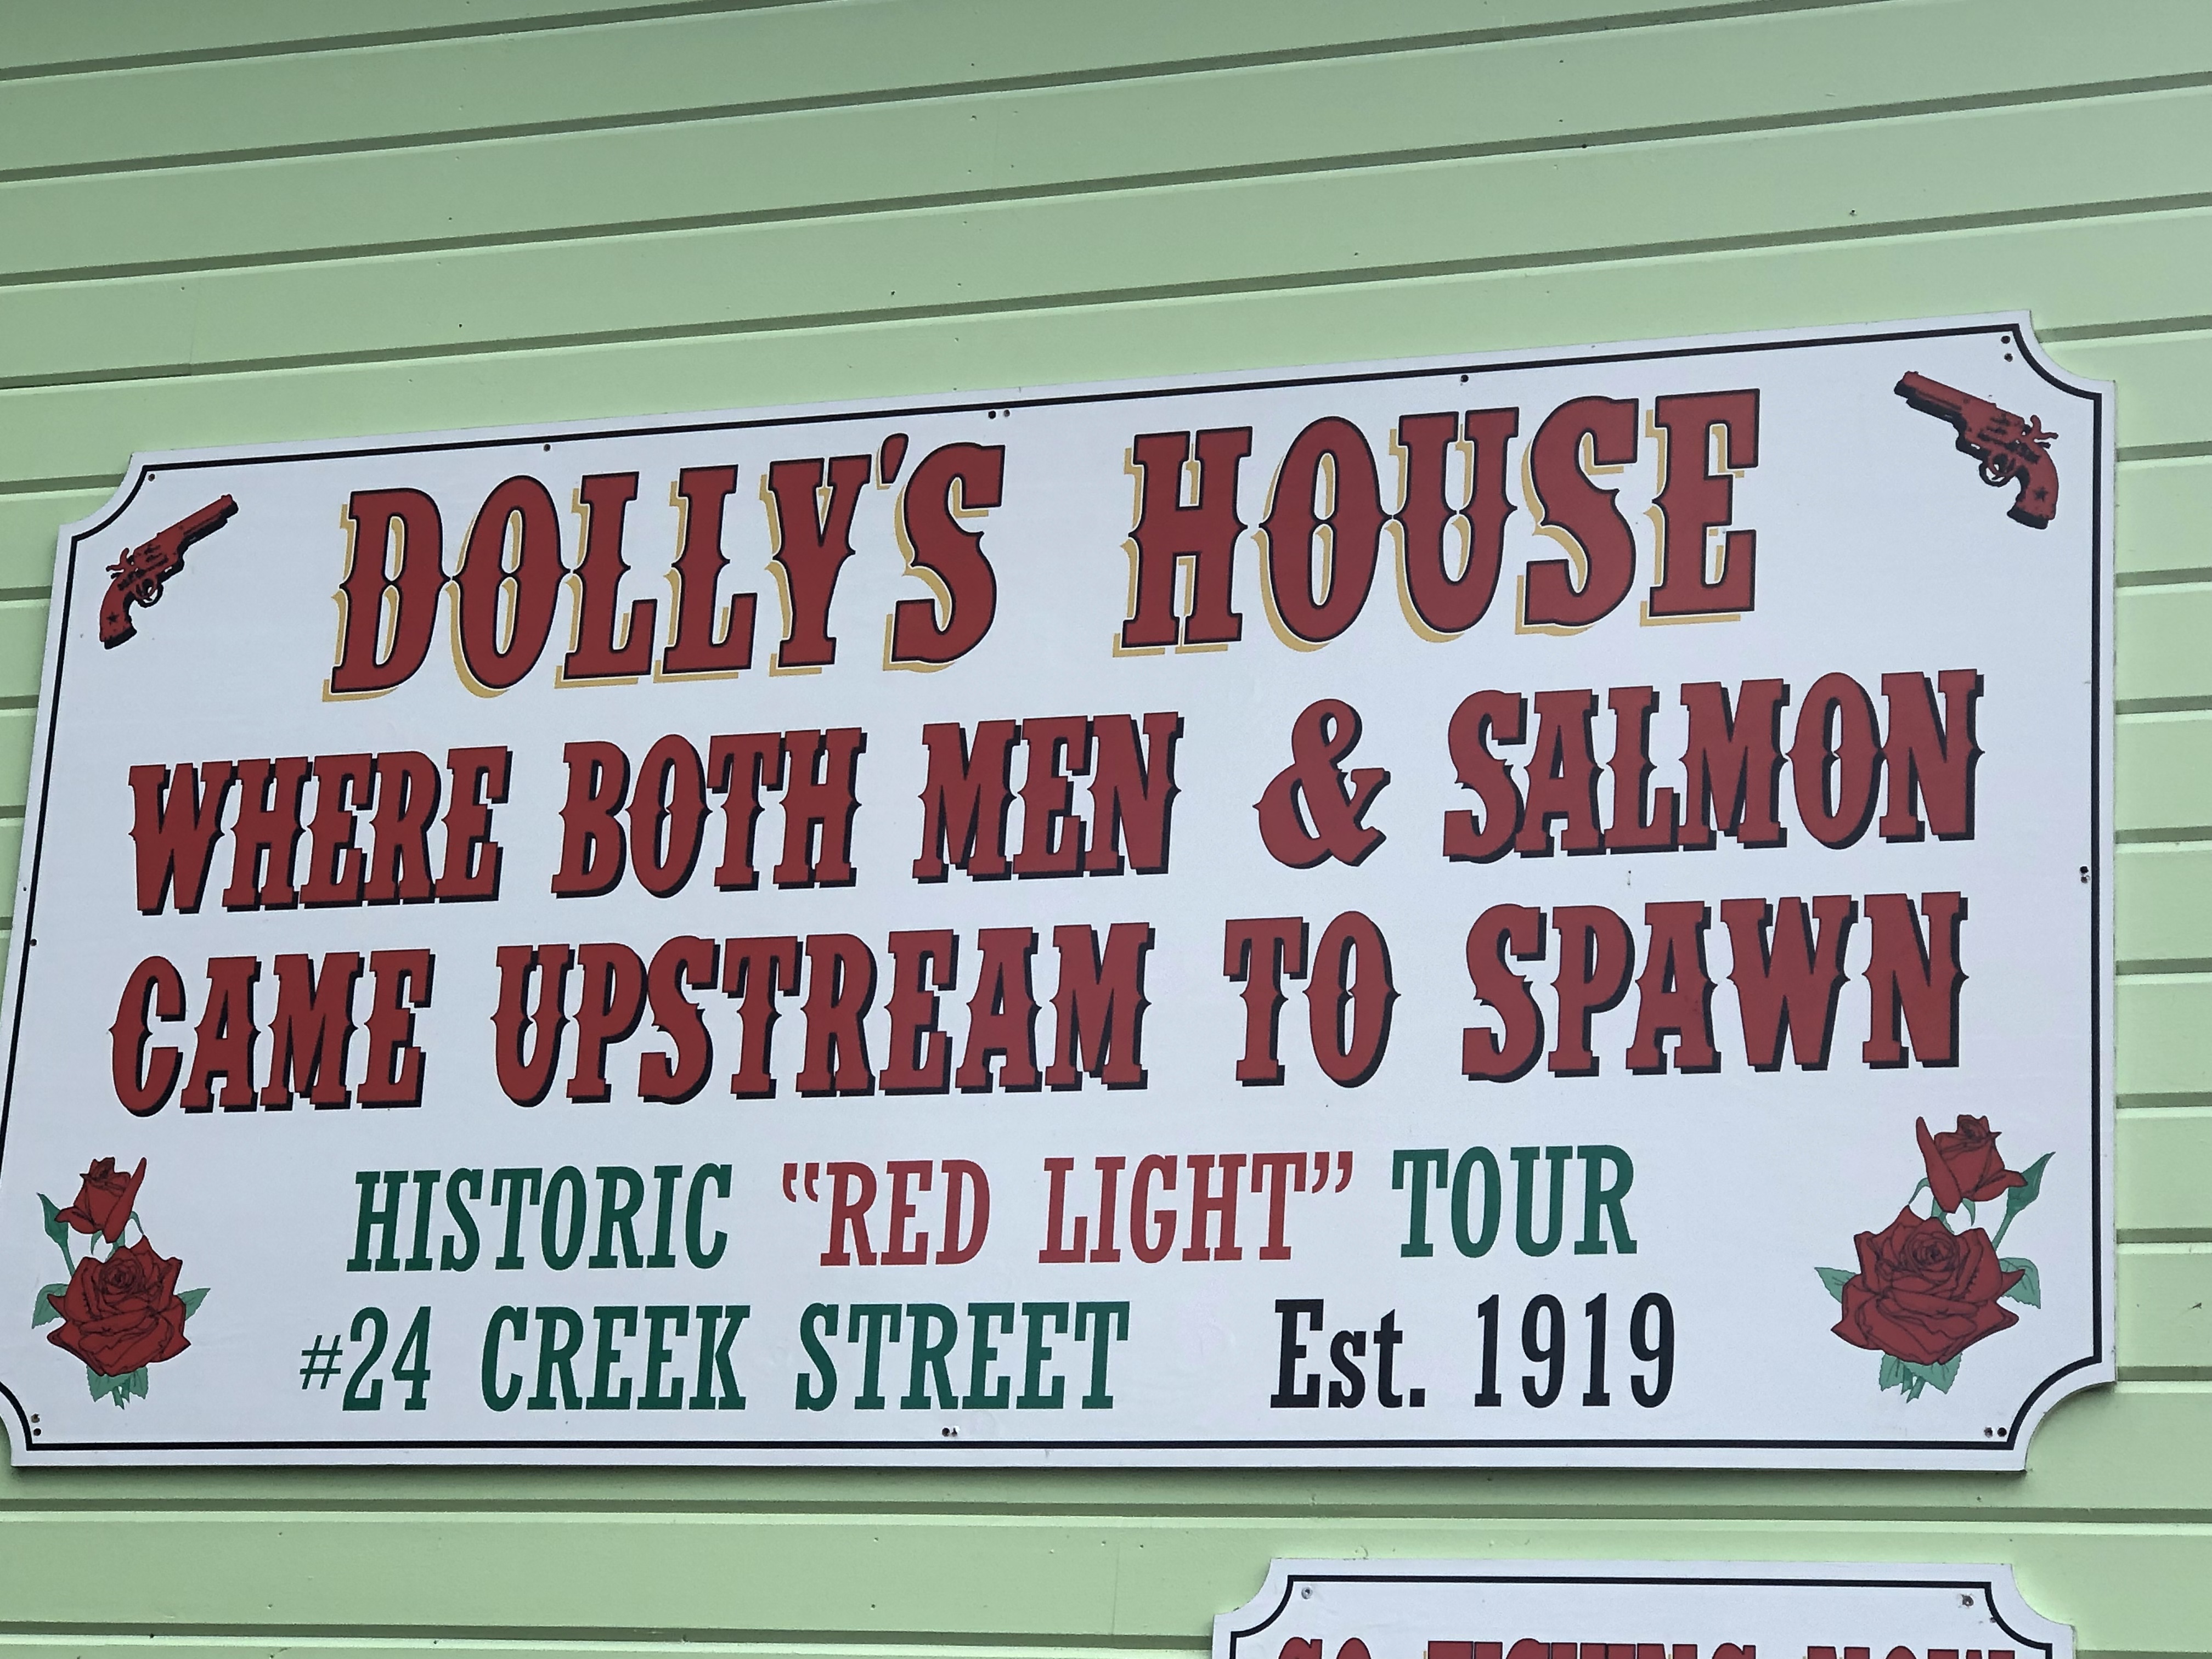 DOLLY'S HOUSE
WHERE BOTH MEN & SALMON
CAME UPSTREAM TO SPAWN
HISTORIC “RED LIGHT” TOUR
#24 CREEK STREET Est. 1919